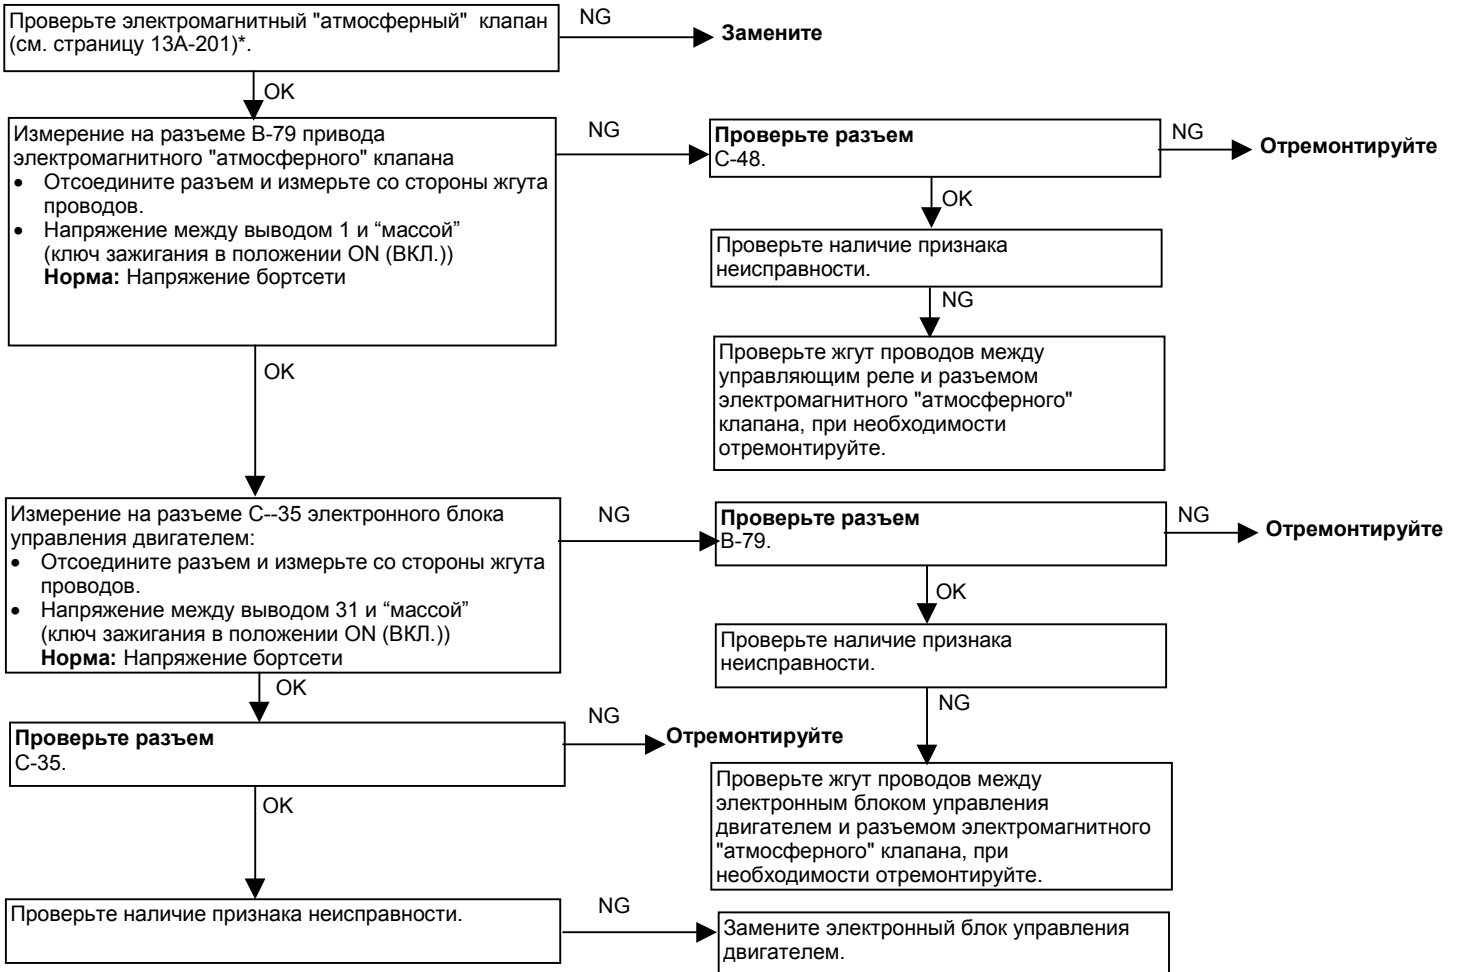 Проверьте электромагнитный "атмосферный" клапан
(см. страницу 13А-201)*.
NG
Замените
OK
Измерение на разъеме В-79 привода
электромагнитного "атмосферного" клапана
• Отсоедините разъем и измерьте со стороны жгута
проводов.
• Напряжение между выводом 1 и “массой”
(ключ зажигания в положении ON (ВКЛ.))
Норма: Напряжение бортсети
NG
Проверьте разъем
С-48.
NG
Отремонтируйте
OK
Проверьте наличие признака
неисправности.
NG
Проверьте жгут проводов между
управляющим реле и разъемом
электромагнитного "атмосферного"
клапана, при необходимости
отремонтируйте.
OK
Измерение на разъеме С--35 электронного блока
управления двигателем:
• Отсоедините разъем и измерьте со стороны жгута
проводов.
• Напряжение между выводом 31 и “массой”
(ключ зажигания в положении ON (ВКЛ.))
Норма: Напряжение бортсети
NG
Проверьте разъем
В-79.
NG
Отремонтируйте
OK
Проверьте наличие признака
неисправности.
NG
Проверьте жгут проводов между
электронным блоком управления
двигателем и разъемом электромагнитного
"атмосферного" клапана, при
необходимости отремонтируйте.
OK
Проверьте разъем
С-35.
NG
Отремонтируйте
OK
Проверьте наличие признака неисправности.
NG
Замените электронный блок управления
двигателем.